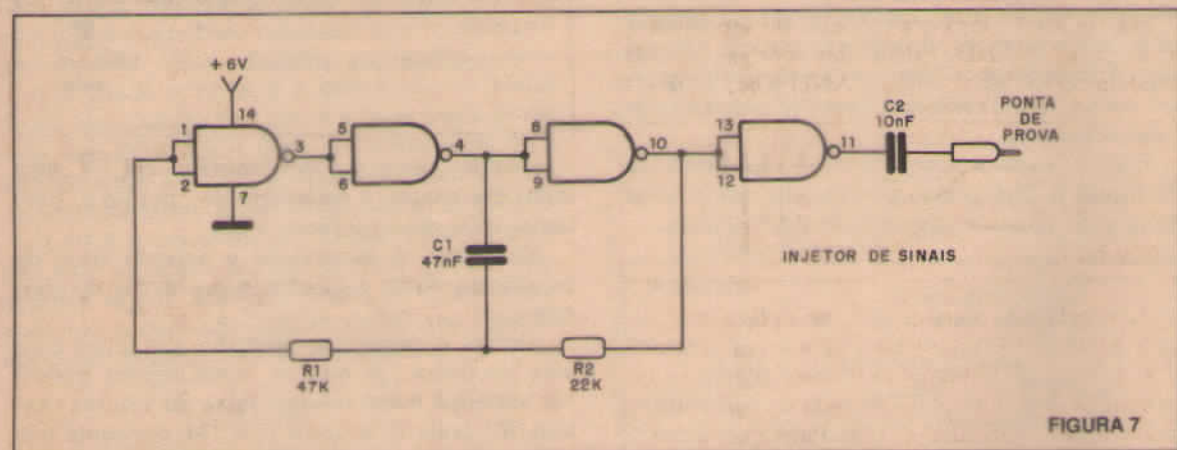 +6V
14
1
2
3
7
5
6
4
8
9
10
13
12
11
C2
10nF
PONTA
DE
PROVA
C1
47nF
INJETOR DE SINAIS
R1
47K
R2
22K
FIGURA 7